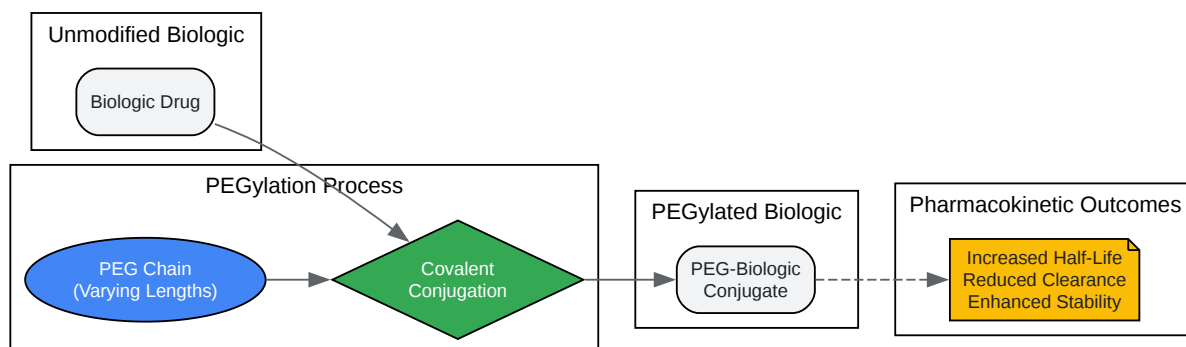 Unmodified Biologic
Biologic Drug
PEGylation Process
PEG Chain
(Varying Lengths)
Covalent
Conjugation
PEGylated Biologic
PEG-Biologic
Conjugate
Pharmacokinetic Outcomes
Increased Half-Life
Reduced Clearance
Enhanced Stability